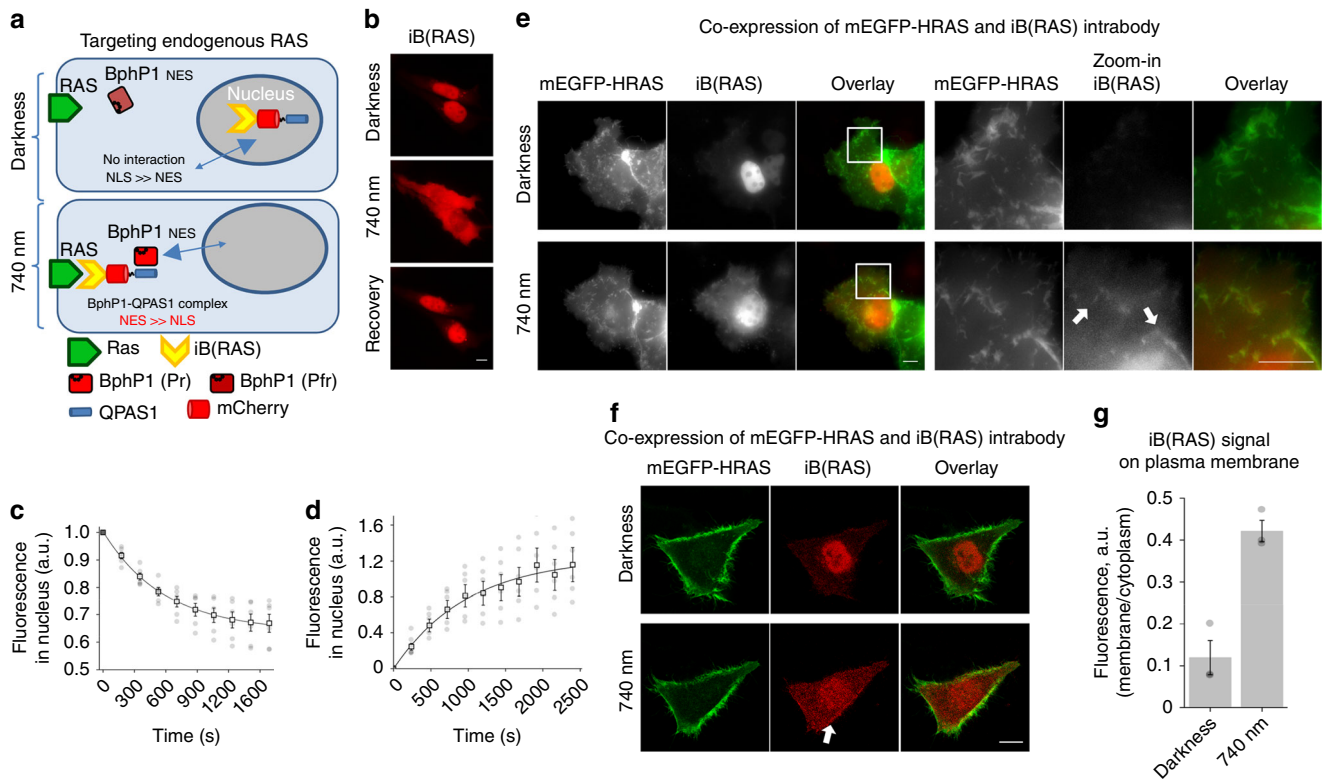 a
Targeting endogenous RAS
Darkness
RAS
BphP1 NES
Nucleus
No interaction
NLS >> NES
740 nm
RAS
BphP1 NES
BphP1-QPAS1 complex
NES >> NLS
Ras
iB(RAS)
BphP1 (Pr)
BphP1 (Pfr)
QPAS1
mCherry
b
iB(RAS)
Darkness
740 nm
Recovery
e
Co-expression of mEGFP-HRAS and iB(RAS) intrabody
Zoom-in
mEGFP-HRAS iB(RAS) Overlay mEGFP-HRAS iB(RAS) Overlay
Darkness
740 nm
c
Fluorescence
in nucleus (a.u.)
1.0
0.9
0.8
0.7
0.6
0.5
0 300 600 900 1200 1600
Time (s)
d
Fluorescence
in nucleus (a.u.)
1.6
1.2
0.8
0.4
0
0 500 1000 1500 2000 2500
Time (s)
f
Co-expression of mEGFP-HRAS and iB(RAS) intrabody
mEGFP-HRAS iB(RAS) Overlay
Darkness
740 nm
g
iB(RAS) signal
on plasma membrane
Fluorescence, a.u.
(membrane/cytoplasm)
0.5
0.4
0.3
0.2
0.1
0
Darkness 740 nm